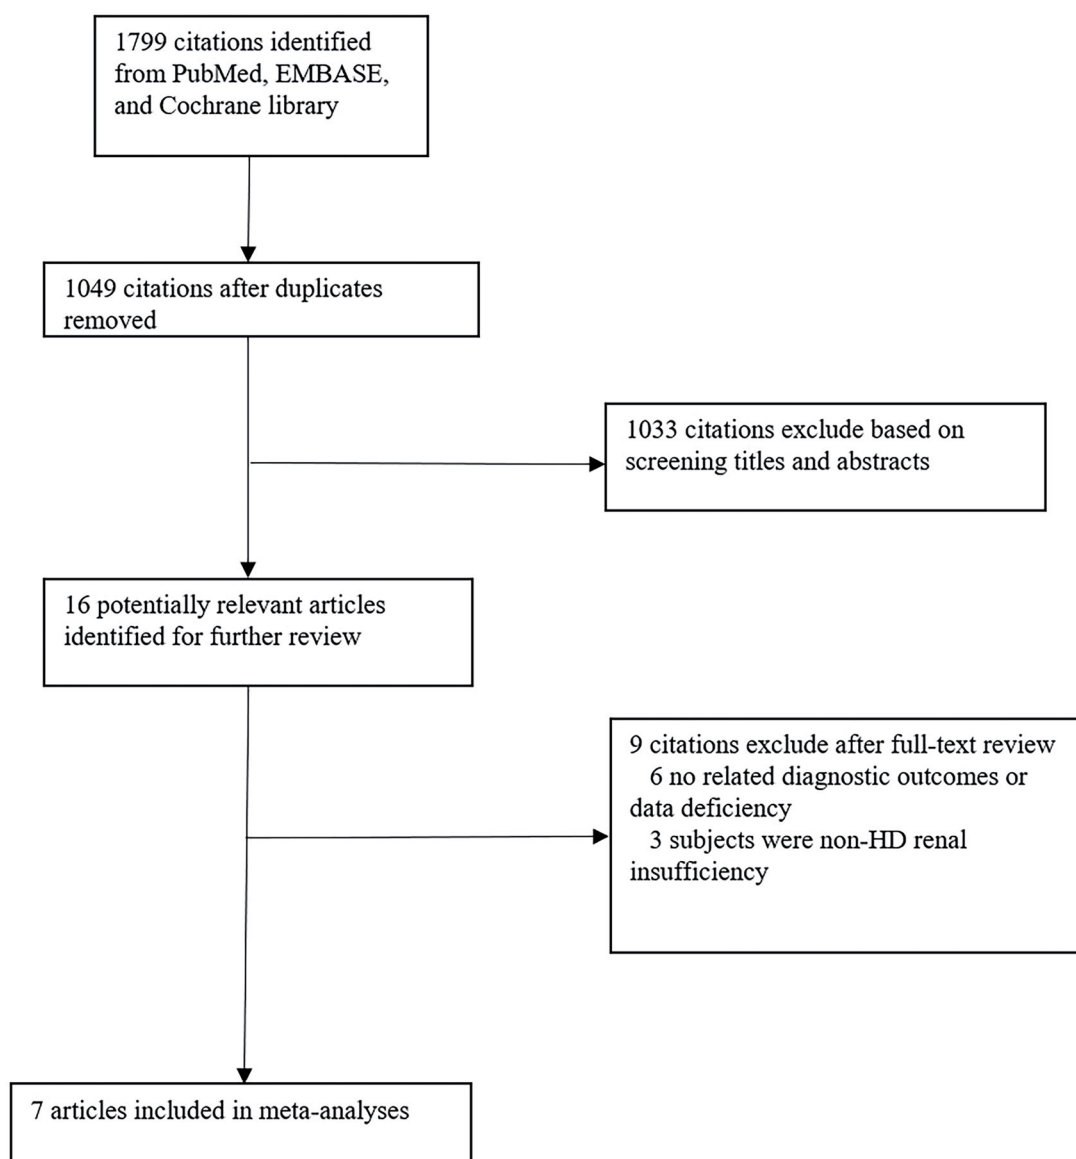 1799 citations identified
from PubMed, EMBASE,
and Cochrane library
1049 citations after duplicates
removed
1033 citations exclude based on
screening titles and abstracts
16 potentially relevant articles
identified for further review
9 citations exclude after full-text review
6 no related diagnostic outcomes or
data deficiency
3 subjects were non-HD renal
insufficiency
7 articles included in meta-analyses